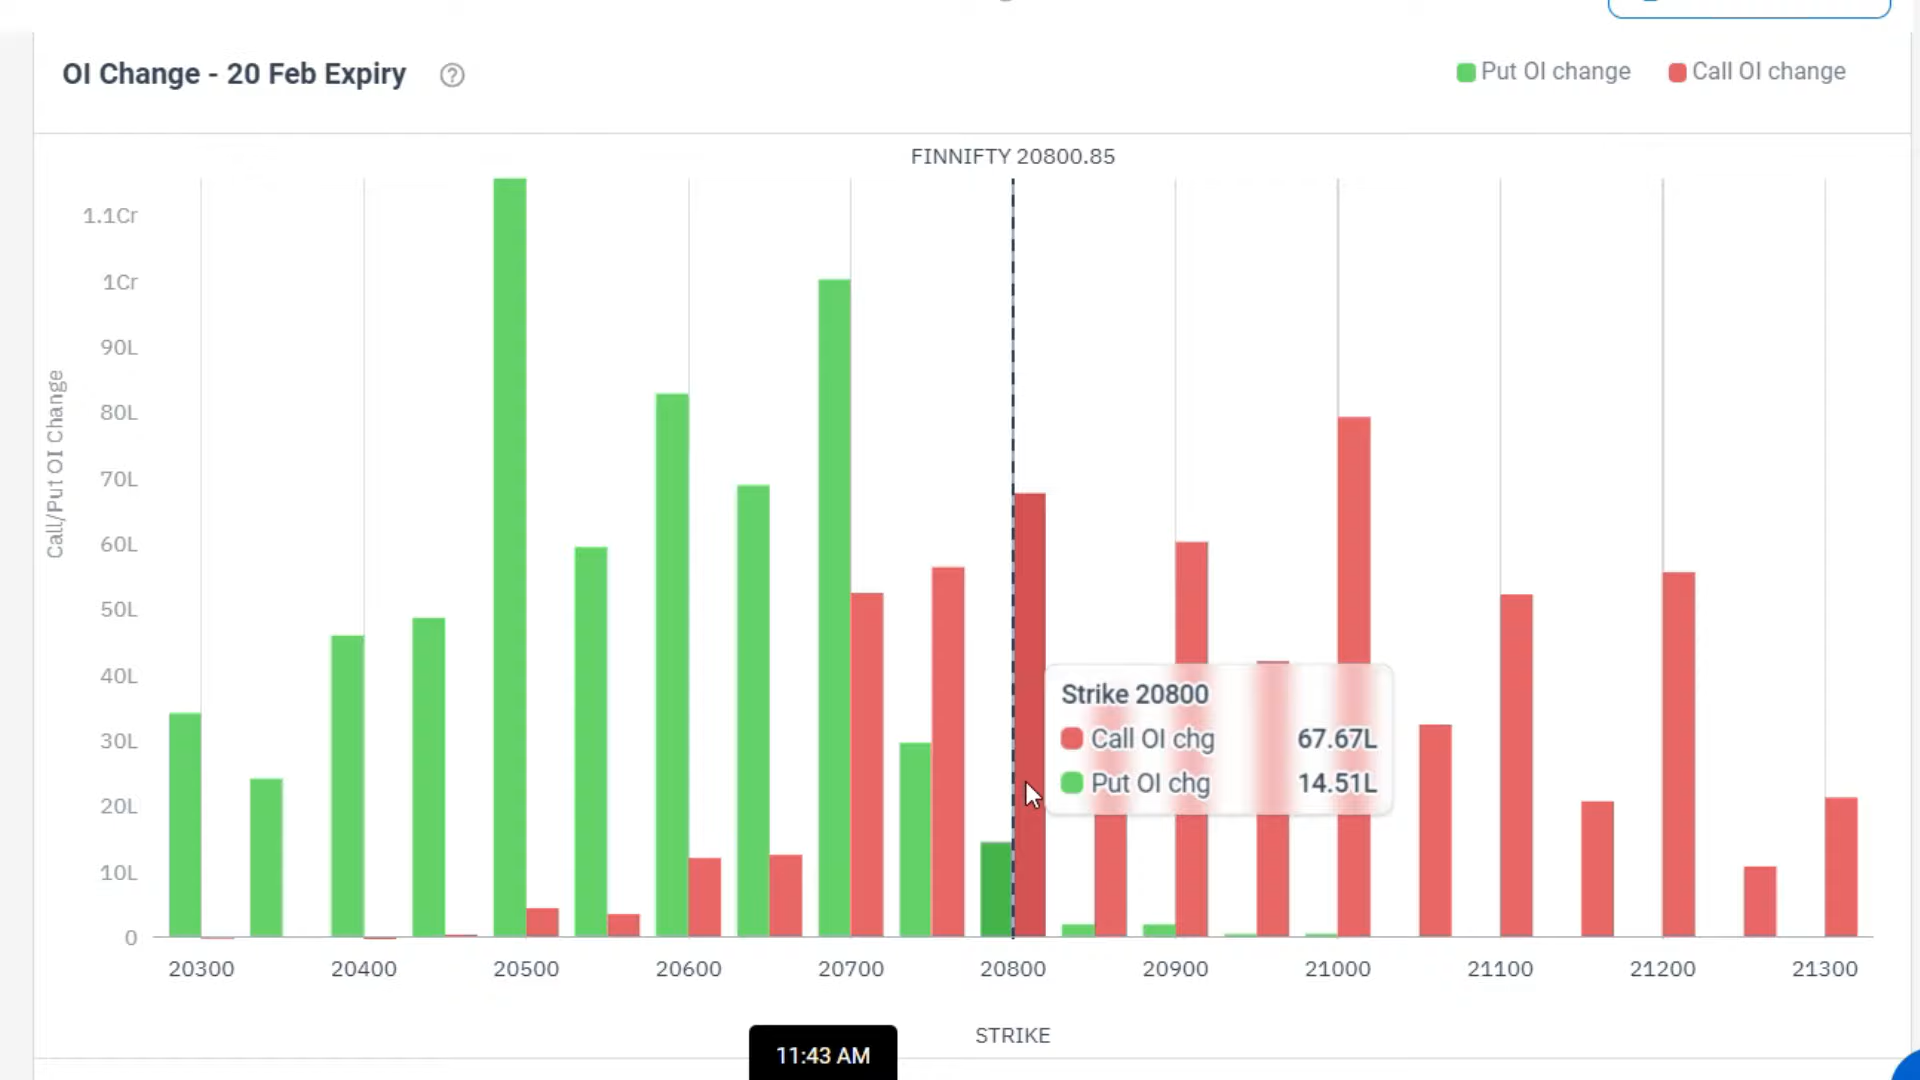 OI Change - 20 Feb Expiry ?
Put OI change Call OI change
FINNIFTY 20800.85
1.1Cr
1Cr
90L
80L
70L
60L
50L
40L
30L
20L
10L
0
Call/Put OI Change
Strike 20800
Call OI chg 67.67L
Put OI chg 14.51L
20300 20400 20500 20600 20700 20800 20900 21000 21100 21200 21300
STRIKE
11:43 AM